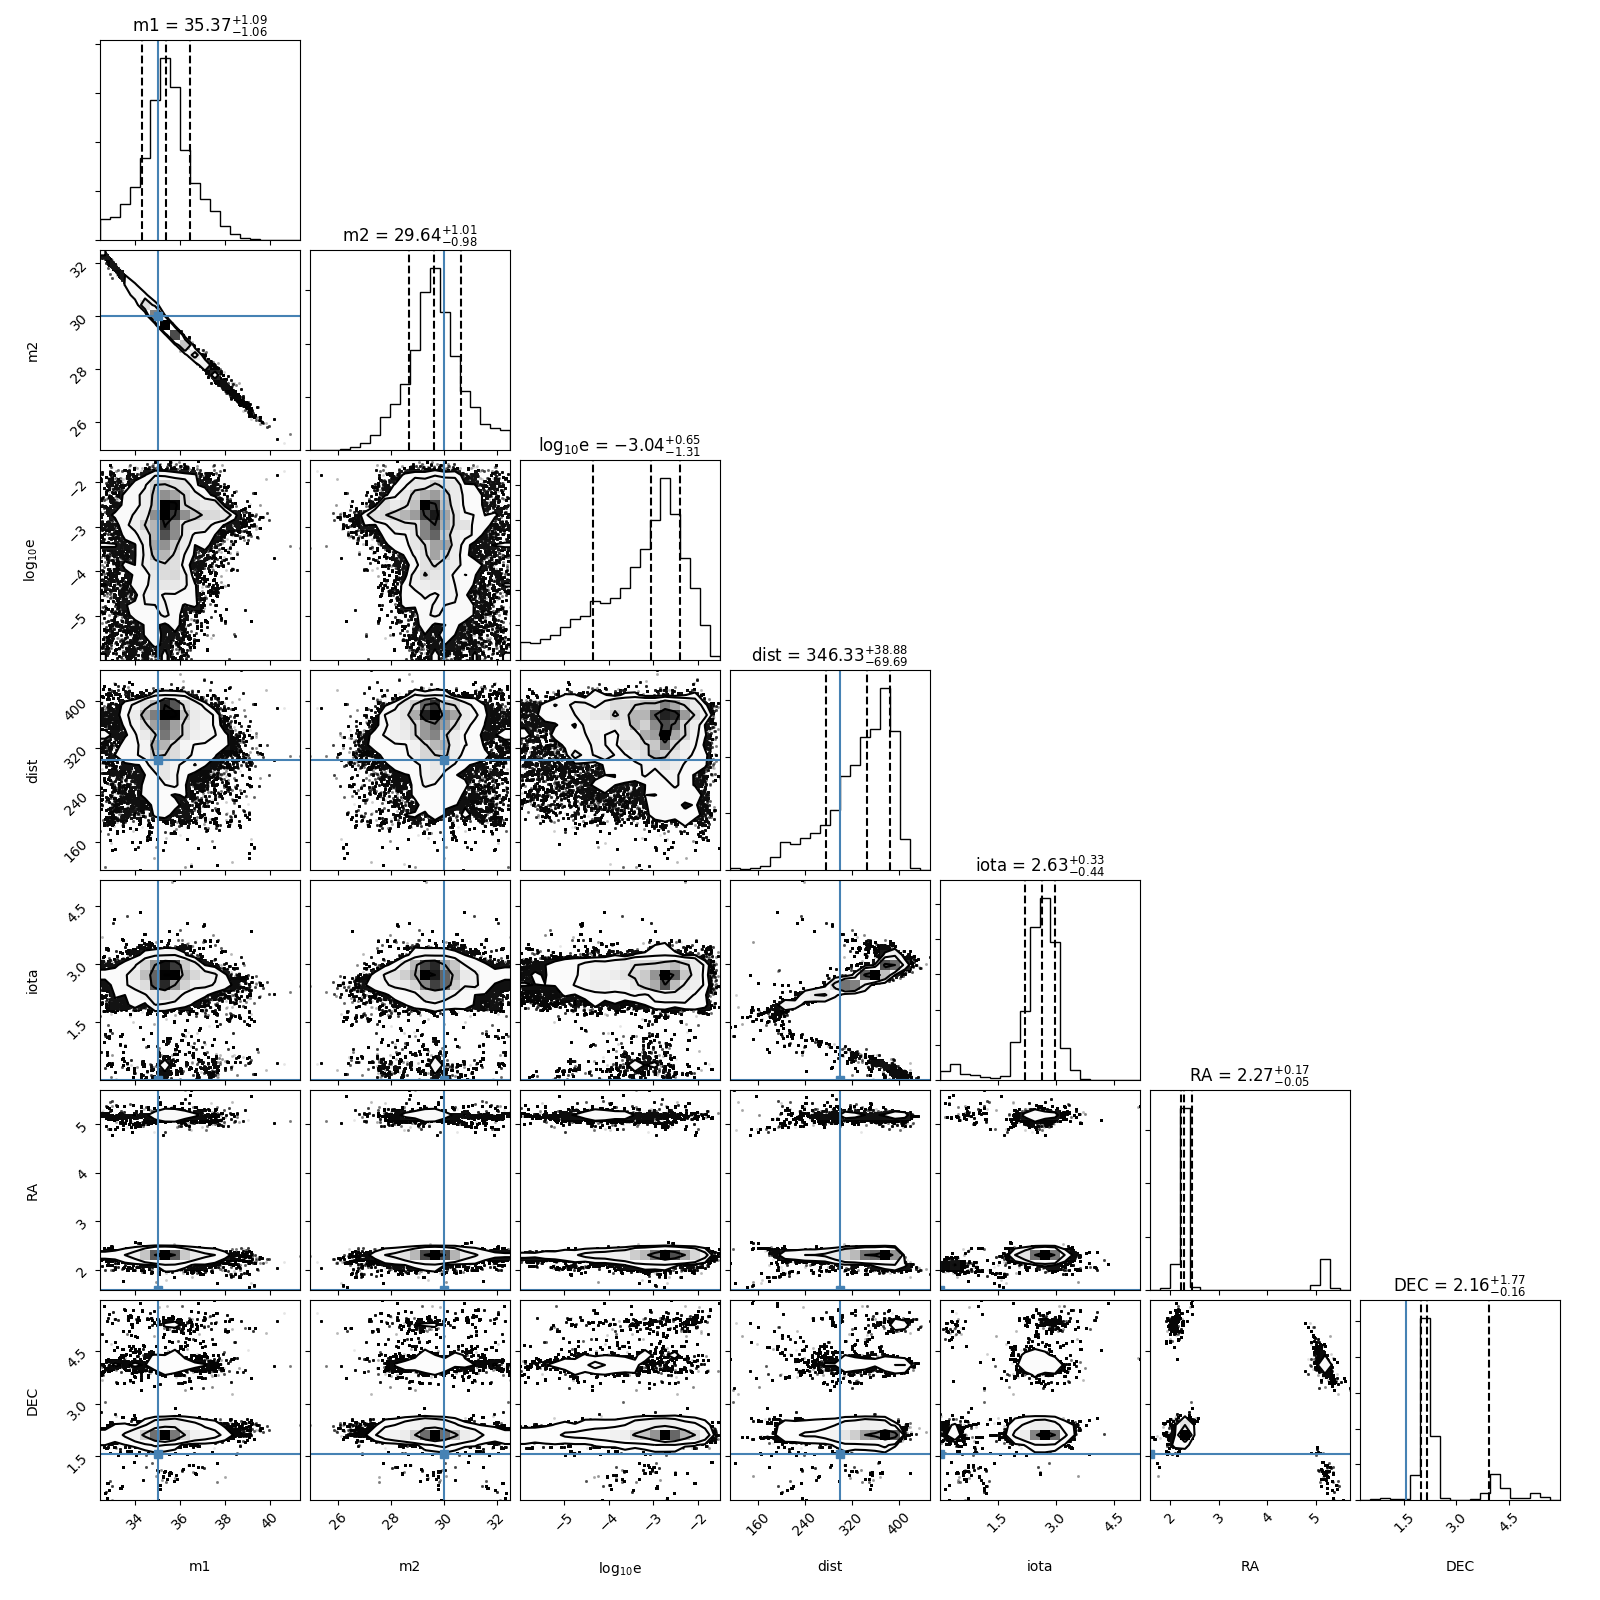 m1 = 35.37+1.09−1.06
m2 = 29.64+1.01−0.98
log10e = −3.04+0.65−1.31
dist = 346.33+38.88−69.69
iota = 2.63+0.33−0.44
RA = 2.27+0.17−0.05
DEC = 2.16+1.77−0.16
m2
32
30
28
26
log10e
−2
−3
−4
−5
dist
400
320
240
160
iota
4.5
3.0
1.5
RA
5
4
3
2
DEC
4.5
3.0
1.5
34 36 38 40
26 28 30 32
−5 −4 −3 −2
160 240 320 400
1.5 3.0 4.5
2 3 4 5
1.5 3.0 4.5
m1 m2 log10e dist iota RA DEC